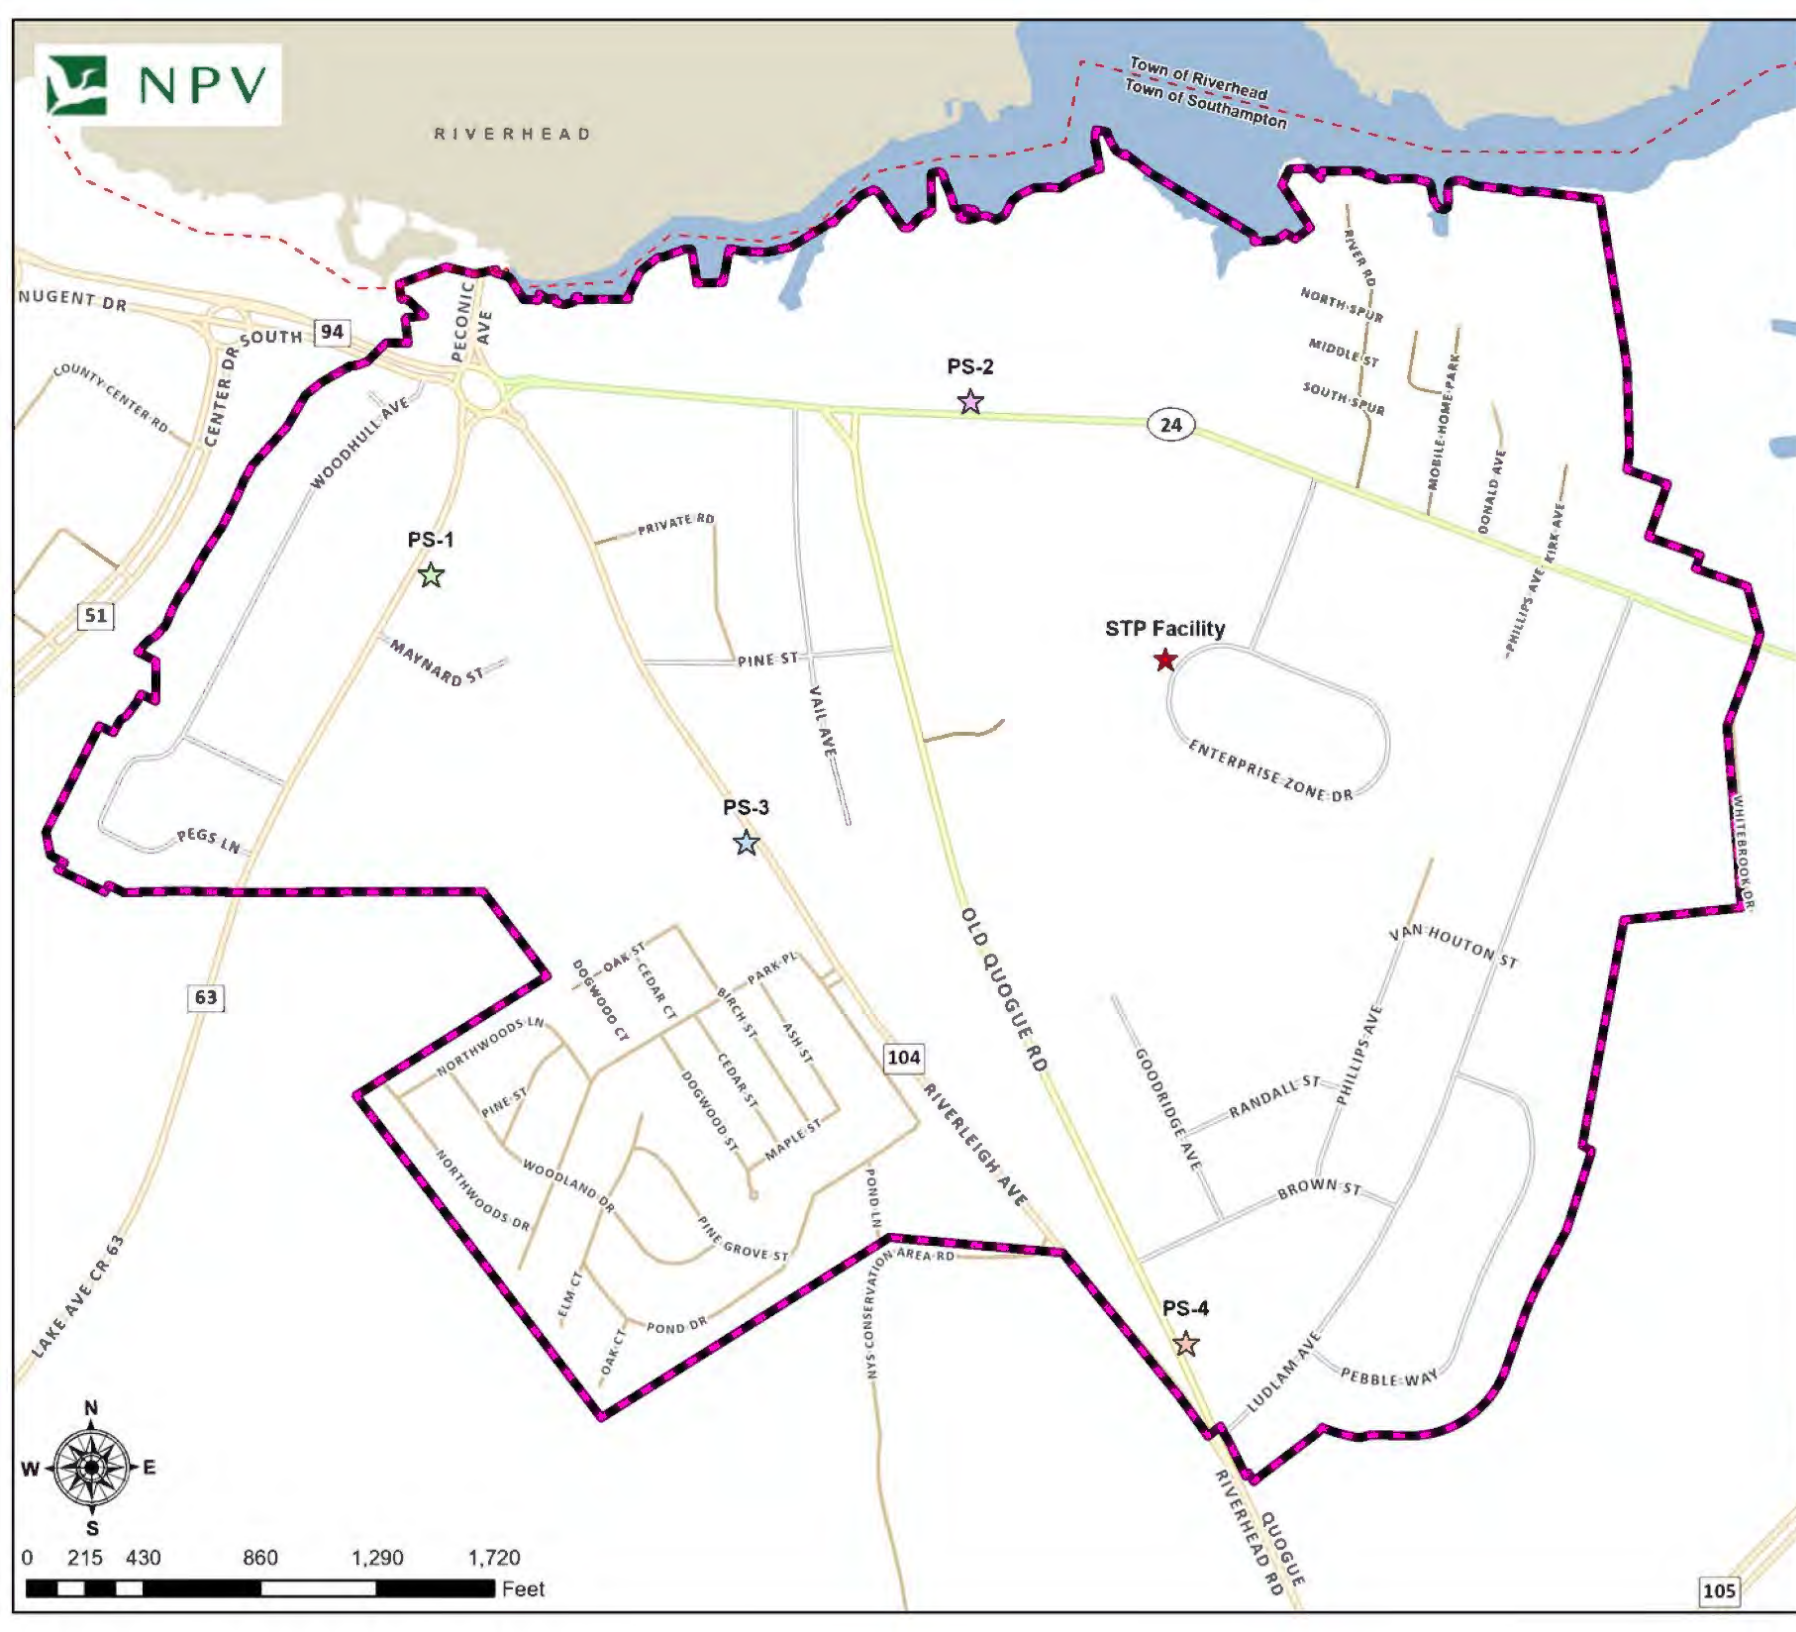 NPV
Town of Riverhead
Town of Southampton
RIVERHEAD
NUGENT DR
SOUTH
94
PECONIC
AVE
COUNTY CENTER RD
CENTER DR
WOODHULL AVE
PS-2
24
RIVER RD
NORTH SPUR
MIDDLE ST
SOUTH SPUR
MOBILE HOME PARK
DONALD AVE
KIRK AVE
PHILLIPS AVE
PRIVATE RD
PS-1
51
MAYNARD ST
PINE ST
VAIL AVE
STP Facility
ENTERPRISE ZONE DR
PEGS LN
PS-3
WHITEBROOK DR
63
OLD QUOGUE RD
VAN HOUTON ST
OAK ST
DOGWOOD CT
CEDAR CT
BIRCH ST
PARK PL
ASH ST
NORTHWOODS LN
PINE ST
CEDAR ST
DOGWOOD ST
MAPLE ST
104
RIVERLEIGH AVE
GOODRIDGE AVE
RANDALL ST
PHILLIPS AVE
BROWN ST
NORTHWOODS DR
WOODLAND DR
PINE GROVE ST
POND LN
NYS CONSERVATION AREA RD
ELM CT
OAK CT
POND DR
LAKE AVE CR 63
PS-4
LUDLAM AVE
PEBBLE WAY
N
W E
S
0 215 430 860 1,290 1,720
Feet
QUOGUE
RIVERHEAD RD
105